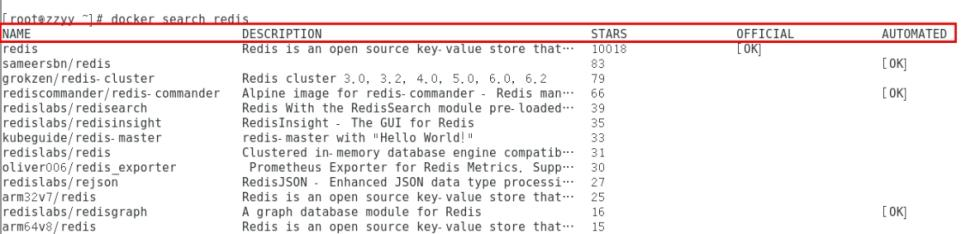 [root@zzyy ~]# docker search redis
NAME DESCRIPTION STARS OFFICIAL AUTOMATED
redis Redis is an open source key-value store that… 10018 [OK]
sameersbn/redis 83 [OK]
grokzen/redis-cluster Redis cluster 3.0, 3.2, 4.0, 5.0, 6.0, 6.2 79
rediscommander/redis-commander Alpine image for redis-commander - Redis man… 66 [OK]
redislabs/redisearch Redis With the RedisSearch module pre-loaded… 39
redislabs/redisinsight RedisInsight - The GUI for Redis 35
kubeguide/redis-master redis-master with "Hello World!" 33
redislabs/redis Clustered in-memory database engine compatib… 31
oliver006/redis_exporter Prometheus Exporter for Redis Metrics. Supp… 30
redislabs/rejson RedisJSON - Enhanced JSON data type processi… 27
arm32v7/redis Redis is an open source key-value store that… 25
redislabs/redisgraph A graph database module for Redis 16 [OK]
arm64v8/redis Redis is an open source key-value store that… 15